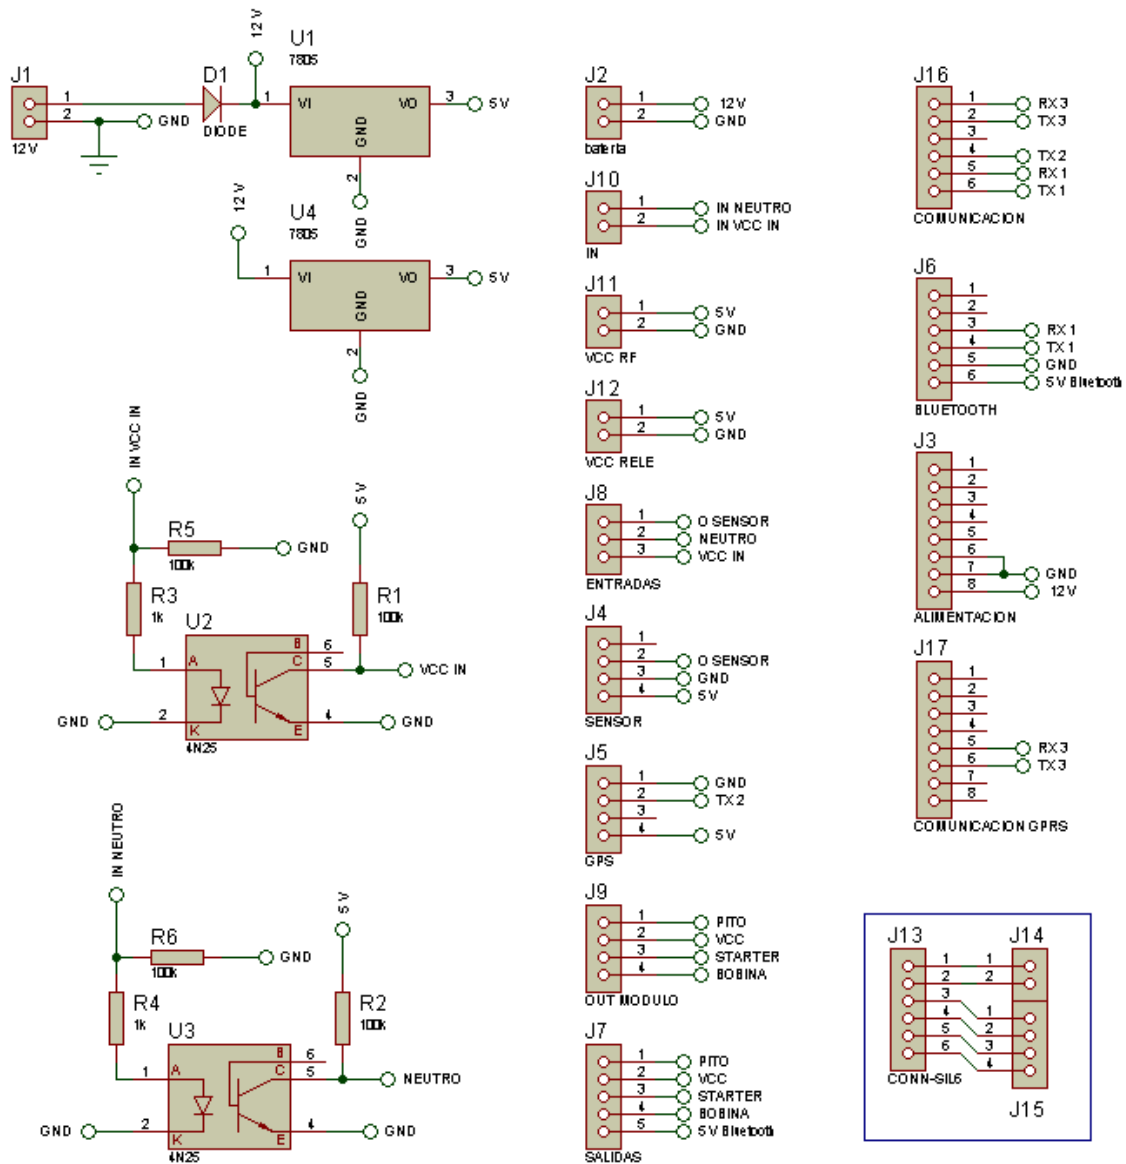 J1
1
2
12V
GND
D1
DIODE
12V
U1
7805
1
VI
VO
3
5V
GND
2
GND
12V
U4
7805
1
VI
VO
3
5V
GND
2
GND
IN VCC IN
R5
100k
GND
R3
1k
5V
R1
100k
U2
1
A
B
6
C
5
VCC IN
GND
2
K
E
4
GND
4N25
IN NEUTRO
R6
100k
GND
R4
1k
5V
R2
100k
U3
1
A
B
6
C
5
NEUTRO
GND
2
K
E
4
GND
4N25
J2
1 12V
2 GND
bateria
J10
1 IN NEUTRO
2 IN VCC IN
IN
J11
1 5V
2 GND
VCC RF
J12
1 5V
2 GND
VCC RELE
J8
1 O SENSOR
2 NEUTRO
3 VCC IN
ENTRADAS
J4
1
2 O SENSOR
3 GND
4 5V
SENSOR
J5
1 GND
2 TX2
3
4 5V
GPS
J9
1 PITO
2 VCC
3 STARTER
4 BOBINA
OUT MODULO
J7
1 PITO
2 VCC
3 STARTER
4 BOBINA
5 5V Bluetooth
SALIDAS
J16
1 RX3
2 TX3
3
4 TX2
5 RX1
6 TX1
COMUNICACION
J6
1
2
3 RX1
4 TX1
5 GND
6 5V Bluetooth
BLUETOOTH
J3
1
2
3
4
5
6
7 GND
8 12V
ALIMENTACION
J17
1
2
3
4
5 RX3
6 TX3
7
8
COMUNICACION GPRS
J13 J14
1 1
2 2
3
4 1
5 2
6 3
4
CONN-SIL6
J15